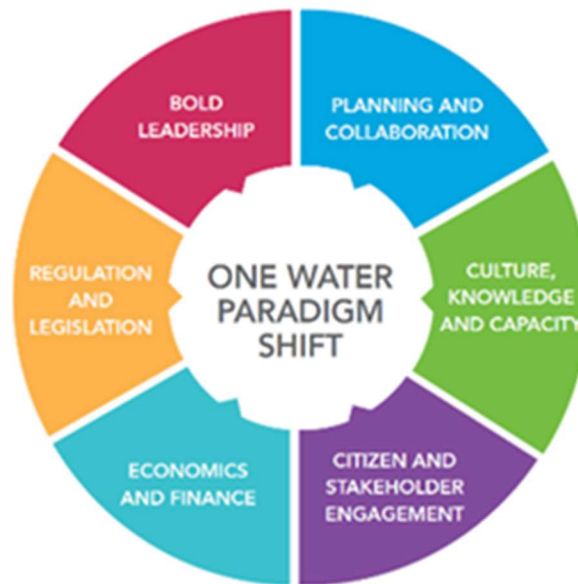 BOLD
LEADERSHIP
PLANNING AND
COLLABORATION
CULTURE,
KNOWLEDGE
AND CAPACITY
CITIZEN AND
STAKEHOLDER
ENGAGEMENT
ECONOMICS
AND FINANCE
REGULATION
AND
LEGISLATION
ONE WATER
PARADIGM
SHIFT